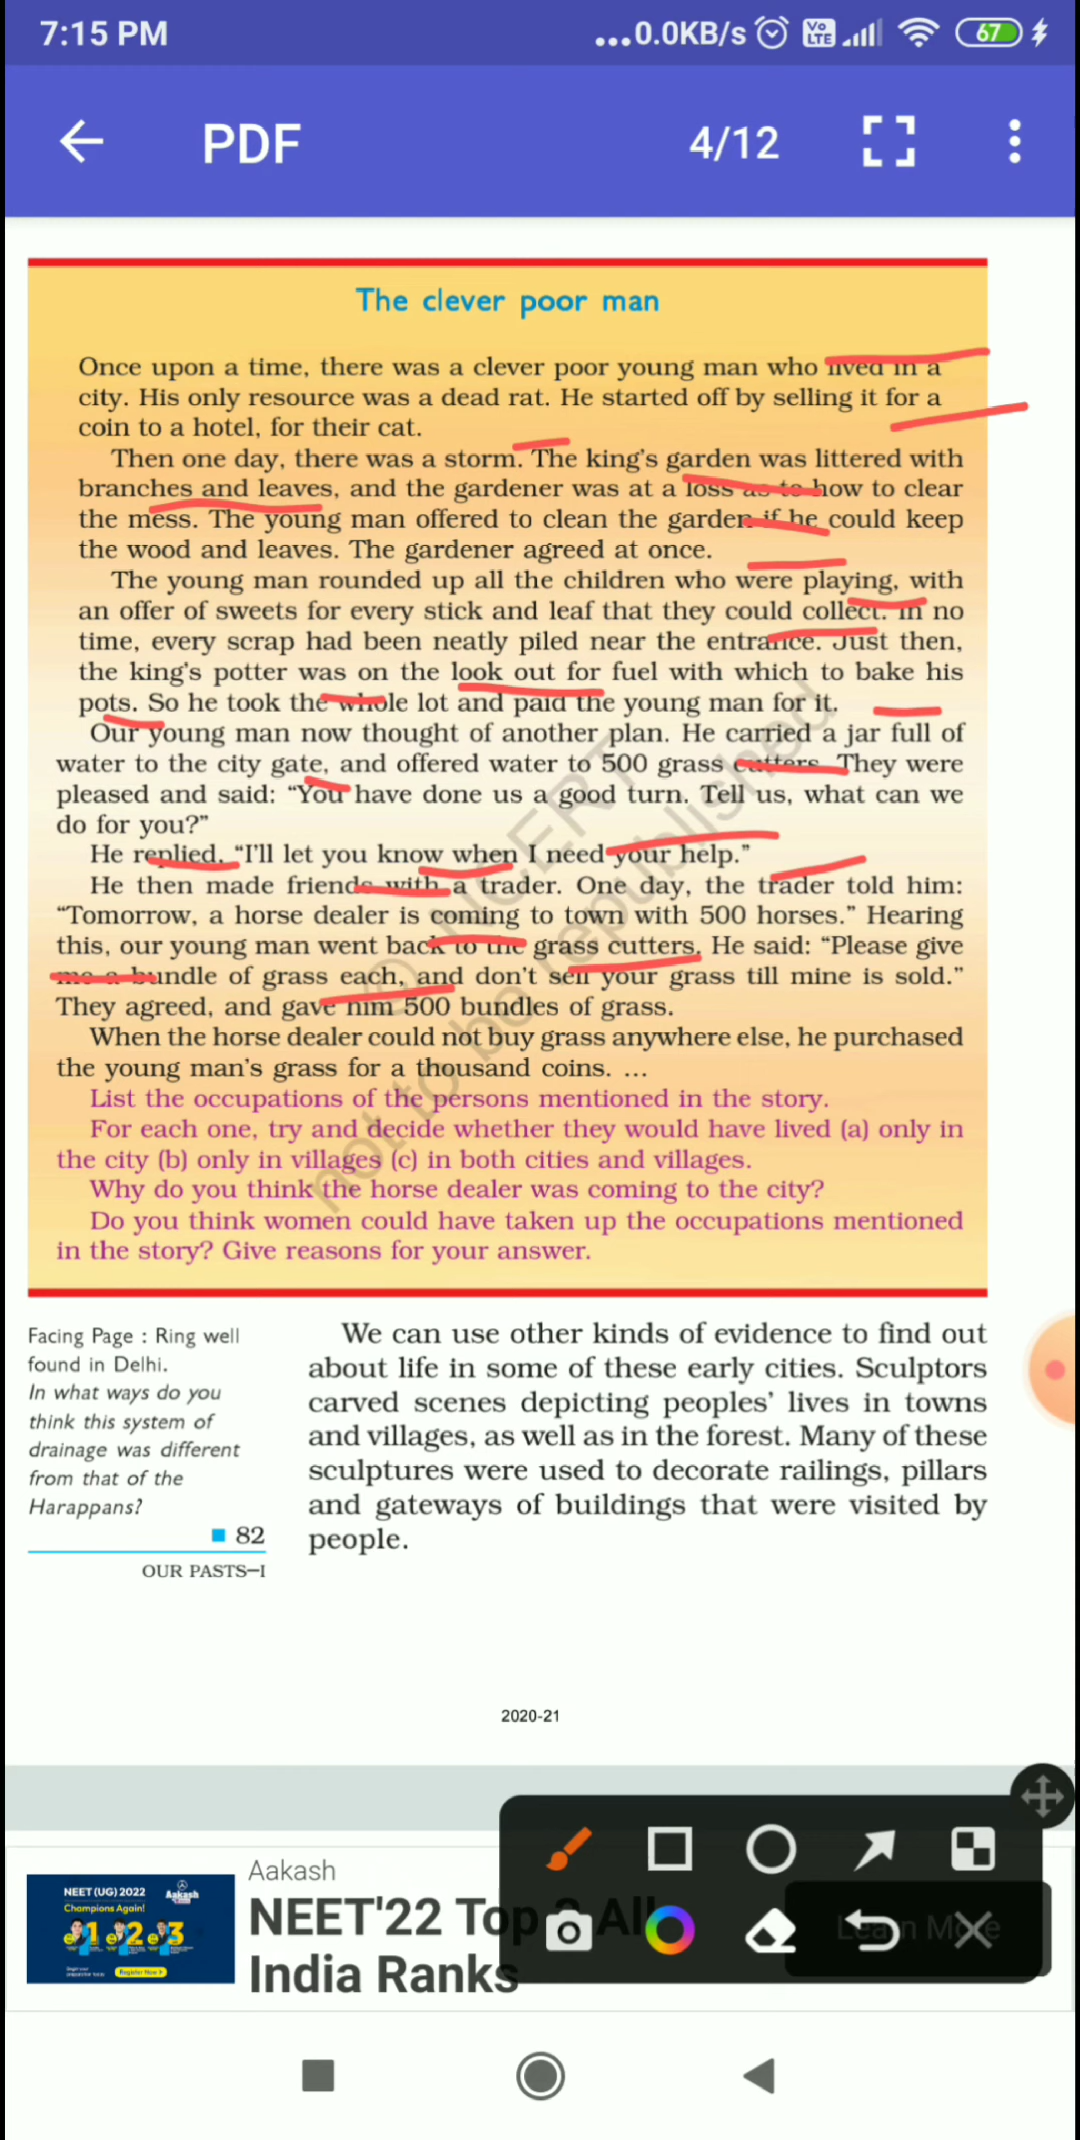 7:15 PM
...0.0KB/s
Vo LTE
67
PDF
4/12
The clever poor man
Once upon a time, there was a clever poor young man who lived in a
city. His only resource was a dead rat. He started off by selling it for a
coin to a hotel, for their cat.
Then one day, there was a storm. The king's garden was littered with
branches and leaves, and the gardener was at a loss as to how to clear
the mess. The young man offered to clean the garden if he could keep
the wood and leaves. The gardener agreed at once.
The young man rounded up all the children who were playing, with
an offer of sweets for every stick and leaf that they could collect. In no
time, every scrap had been neatly piled near the entrance. Just then,
the king's potter was on the look out for fuel with which to bake his
pots. So he took the whole lot and paid the young man for it.
Our young man now thought of another plan. He carried a jar full of
water to the city gate, and offered water to 500 grass cutters. They were
pleased and said: “You have done us a good turn. Tell us, what can we
do for you?”
He replied, “I'll let you know when I need your help.”
He then made friends with a trader. One day, the trader told him:
“Tomorrow, a horse dealer is coming to town with 500 horses.” Hearing
this, our young man went back to the grass cutters. He said: “Please give
me a bundle of grass each, and don't sell your grass till mine is sold.”
They agreed, and gave him 500 bundles of grass.
When the horse dealer could not buy grass anywhere else, he purchased
the young man's grass for a thousand coins. ...
List the occupations of the persons mentioned in the story.
For each one, try and decide whether they would have lived (a) only in
the city (b) only in villages (c) in both cities and villages.
Why do you think the horse dealer was coming to the city?
Do you think women could have taken up the occupations mentioned
in the story? Give reasons for your answer.
© NCERT
not to be republished
Facing Page : Ring well
found in Delhi.
In what ways do you
think this system of
drainage was different
from that of the
Harappans?
82
OUR PASTS–I
We can use other kinds of evidence to find out
about life in some of these early cities. Sculptors
carved scenes depicting peoples' lives in towns
and villages, as well as in the forest. Many of these
sculptures were used to decorate railings, pillars
and gateways of buildings that were visited by
people.
2020-21
NEET (UG) 2022
Aakash
Champions Again!
1 2 3
Register Now
Aakash
NEET'22 Top 3 All
India Ranks
Learn More